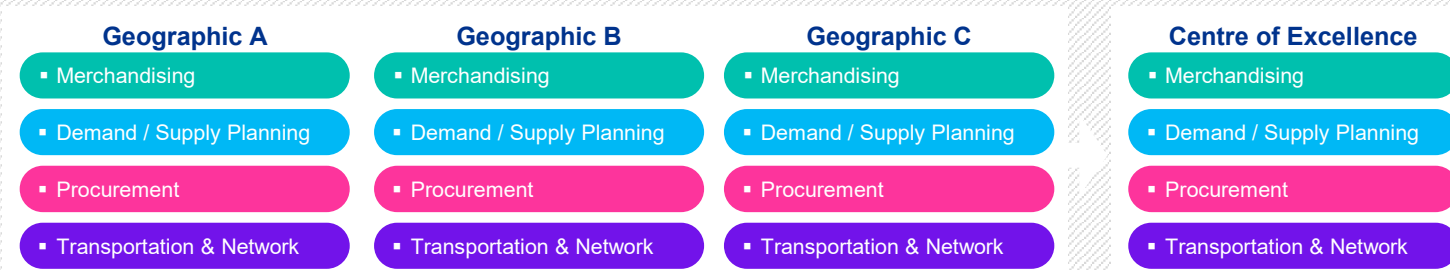 Geographic A
▪ Merchandising
▪ Demand / Supply Planning
▪ Procurement
▪ Transportation & Network
Geographic B
▪ Merchandising
▪ Demand / Supply Planning
▪ Procurement
▪ Transportation & Network
Geographic C
▪ Merchandising
▪ Demand / Supply Planning
▪ Procurement
▪ Transportation & Network
Centre of Excellence
▪ Merchandising
▪ Demand / Supply Planning
▪ Procurement
▪ Transportation & Network